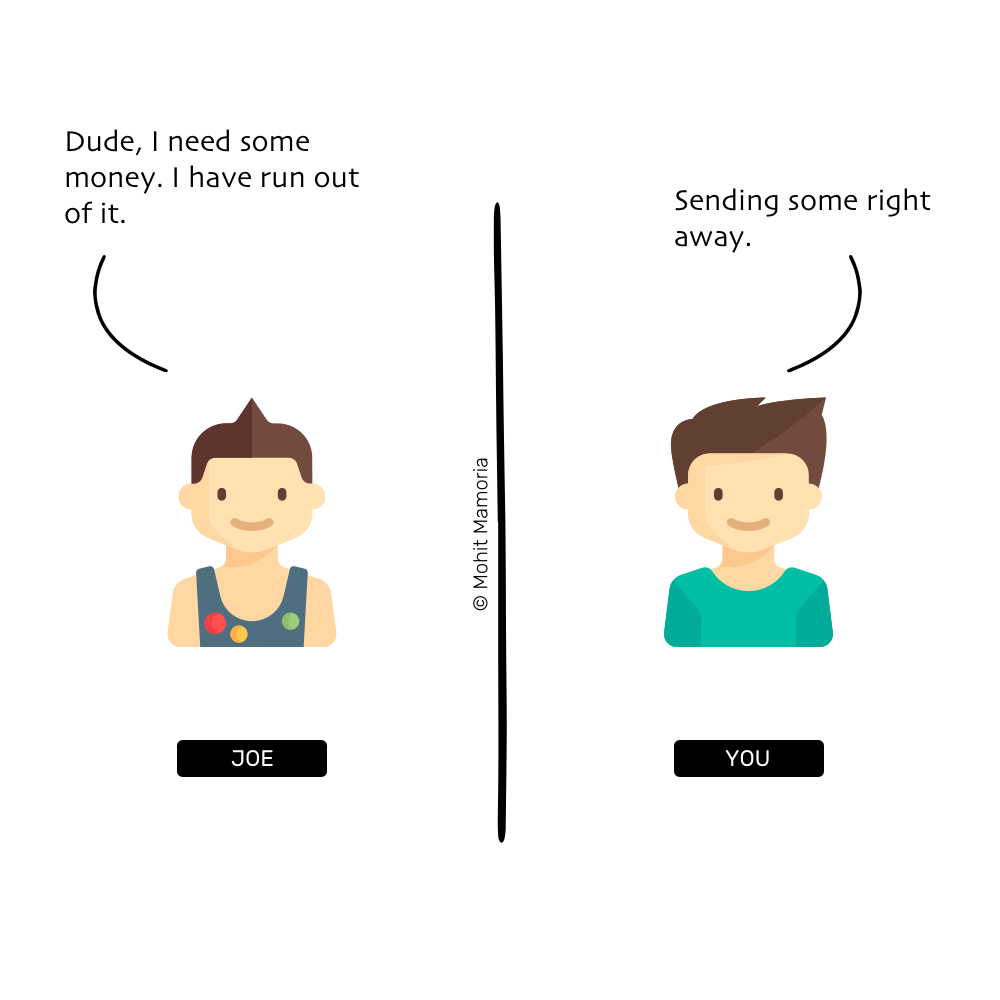 Dude, I need some
money. I have run out
of it.
Sending some right
away.
© Mohit Mamoria
JOE
YOU